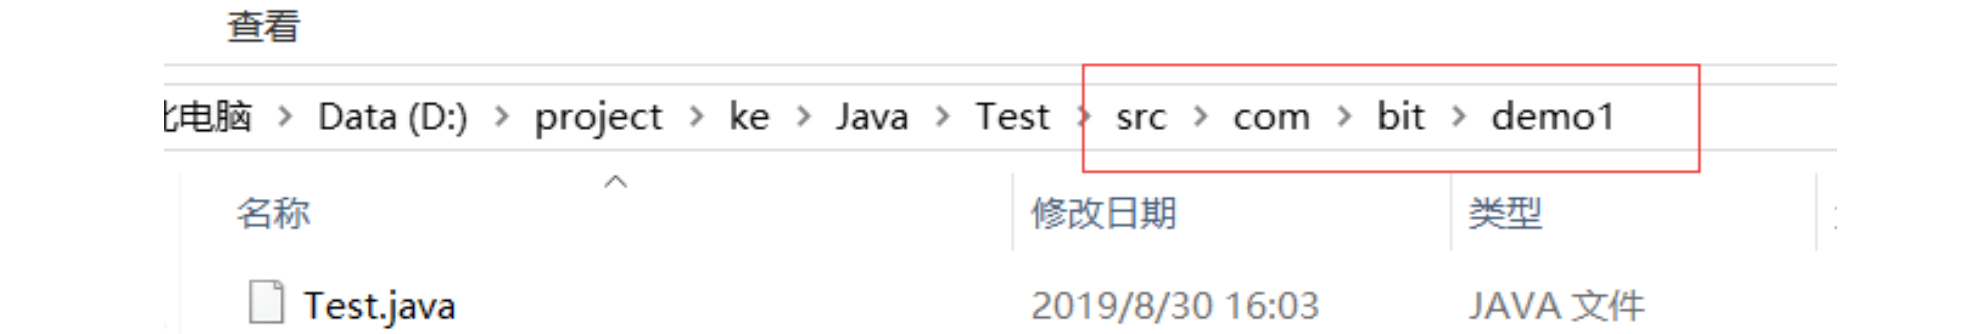 查看
此电脑 > Data (D:) > project > ke > Java > Test > src > com > bit > demo1
名称 修改日期 类型
Test.java 2019/8/30 16:03 JAVA 文件